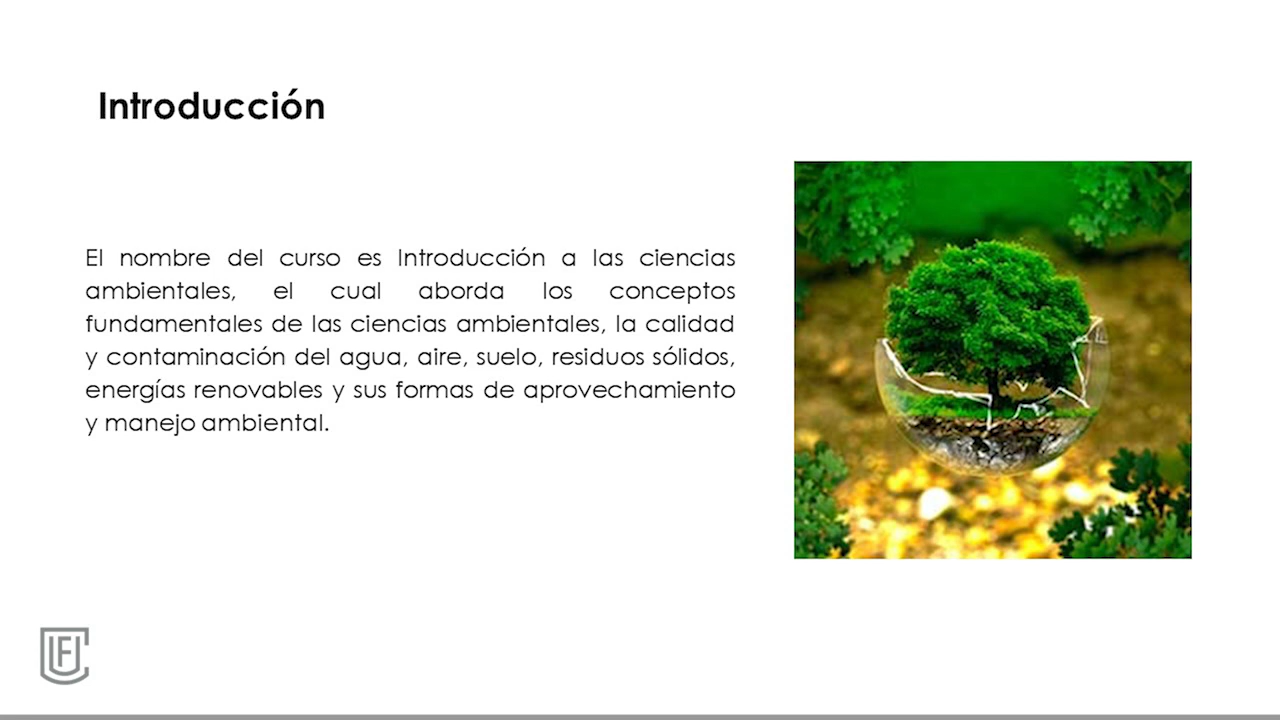 Introducción
El nombre del curso es Introducción a las ciencias
ambientales, el cual aborda los conceptos
fundamentales de las ciencias ambientales, la calidad
y contaminación del agua, aire, suelo, residuos sólidos,
energías renovables y sus formas de aprovechamiento
y manejo ambiental.